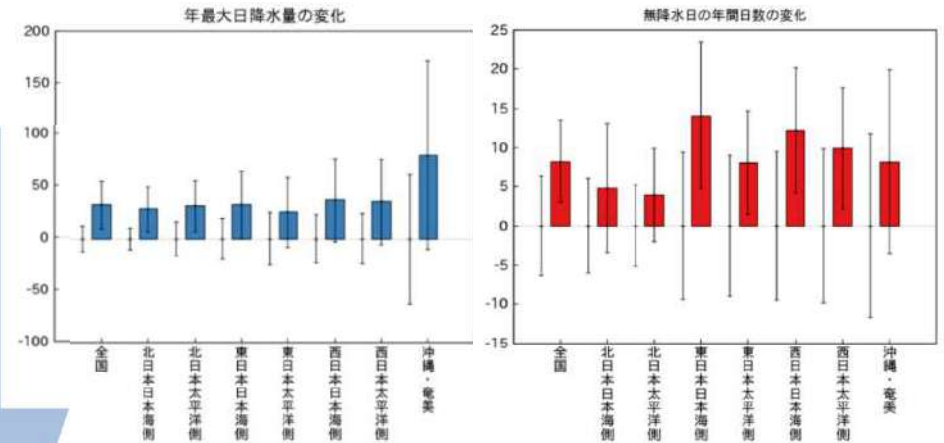 年最大日降水量の変化
200
150
100
50
0
-50
-100
全国
北日本日本海側
北日本太平洋側
東日本日本海側
東日本太平洋側
西日本日本海側
西日本太平洋側
沖縄・奄美
無降水日の年間日数の変化
25
20
15
10
5
0
-5
-10
-15
全国
北日本日本海側
北日本太平洋側
東日本日本海側
東日本太平洋側
西日本日本海側
西日本太平洋側
沖縄・奄美